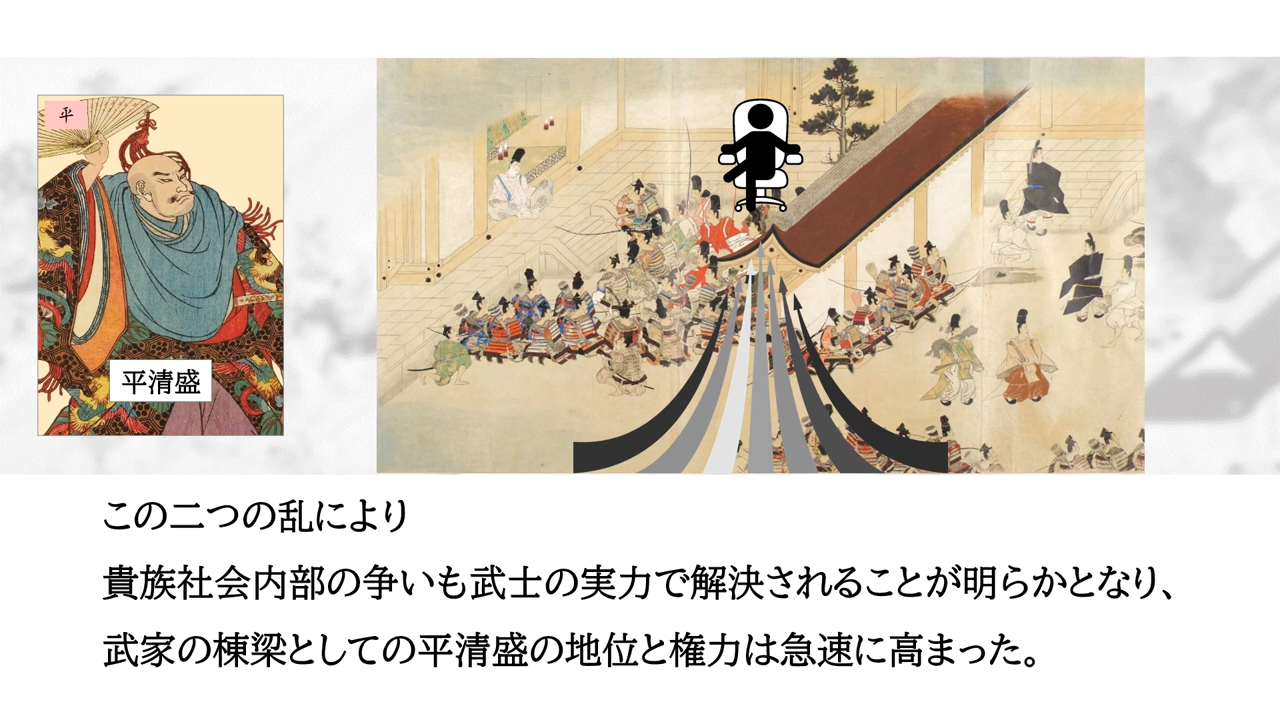 平
平清盛
この二つの乱により
貴族社会内部の争いも武士の実力で解決されることが明らかとなり、
武家の棟梁としての平清盛の地位と権力は急速に高まった。